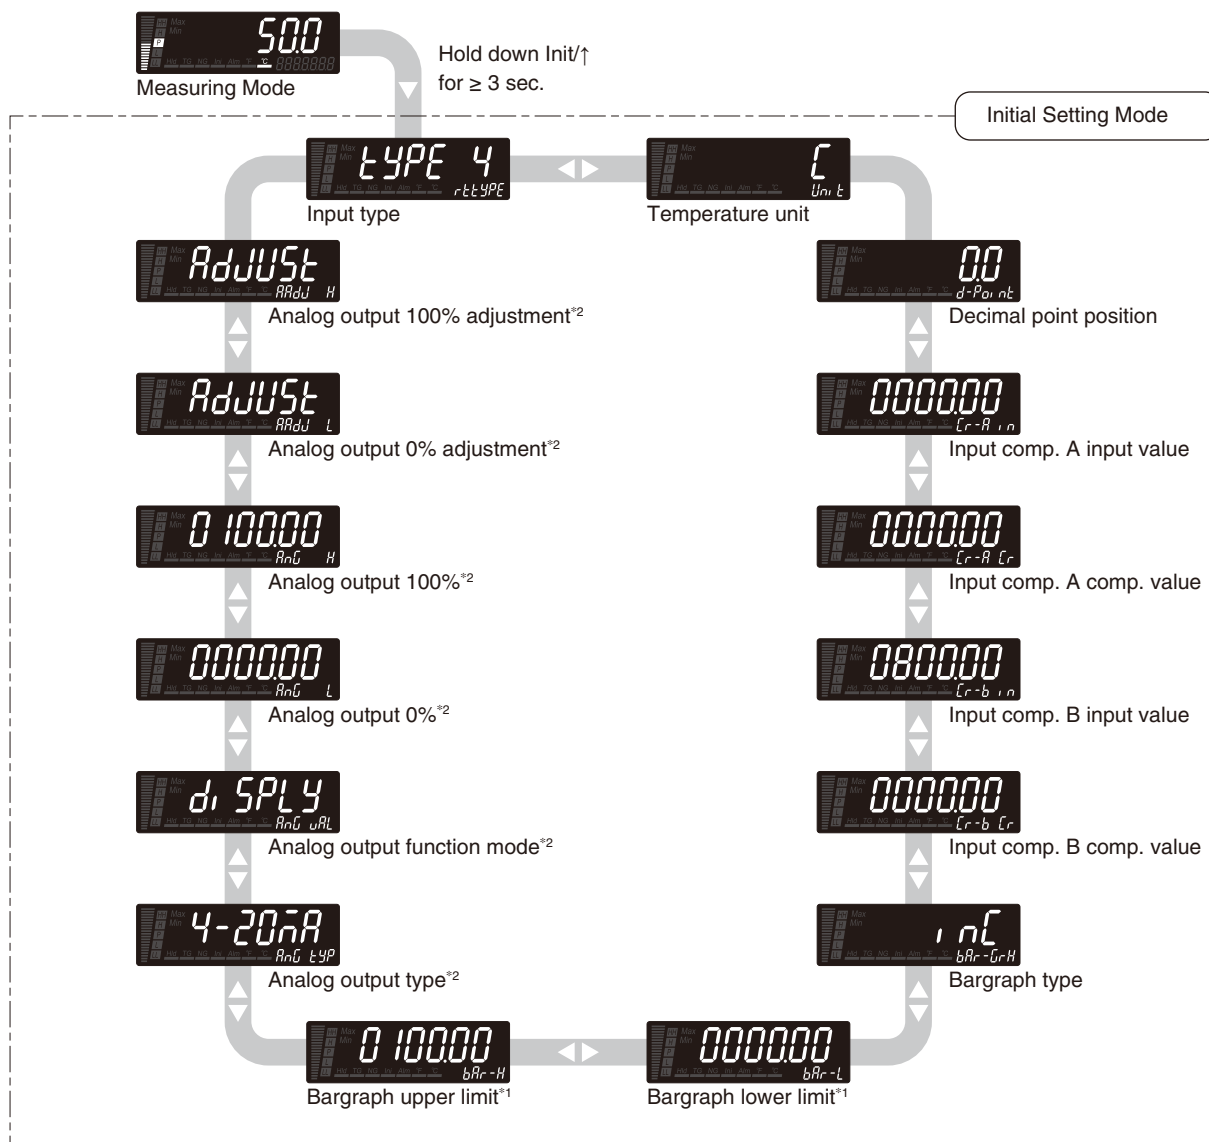 50.0
Measuring Mode
Hold down Init/↑
for ≥ 3 sec.
Initial Setting Mode
tYPE 4
rttYPE
Input type
C
Unit
Temperature unit
AdJUSt
AAdJ H
Analog output 100% adjustment*2
0.0
d-Point
Decimal point position
AdJUSt
AAdJ L
Analog output 0% adjustment*2
0000.00
Cr-A in
Input comp. A input value
0100.00
AnG H
Analog output 100%*2
0000.00
Cr-A Cr
Input comp. A comp. value
0000.00
AnG L
Analog output 0%*2
0800.00
Cr-b in
Input comp. B input value
di SPLY
AnG vAL
Analog output function mode*2
0000.00
Cr-b Cr
Input comp. B comp. value
4-20mA
AnG tYP
Analog output type*2
inC
bAr-GrH
Bargraph type
0100.00
bAr-H
Bargraph upper limit*1
0000.00
bAr-L
Bargraph lower limit*1